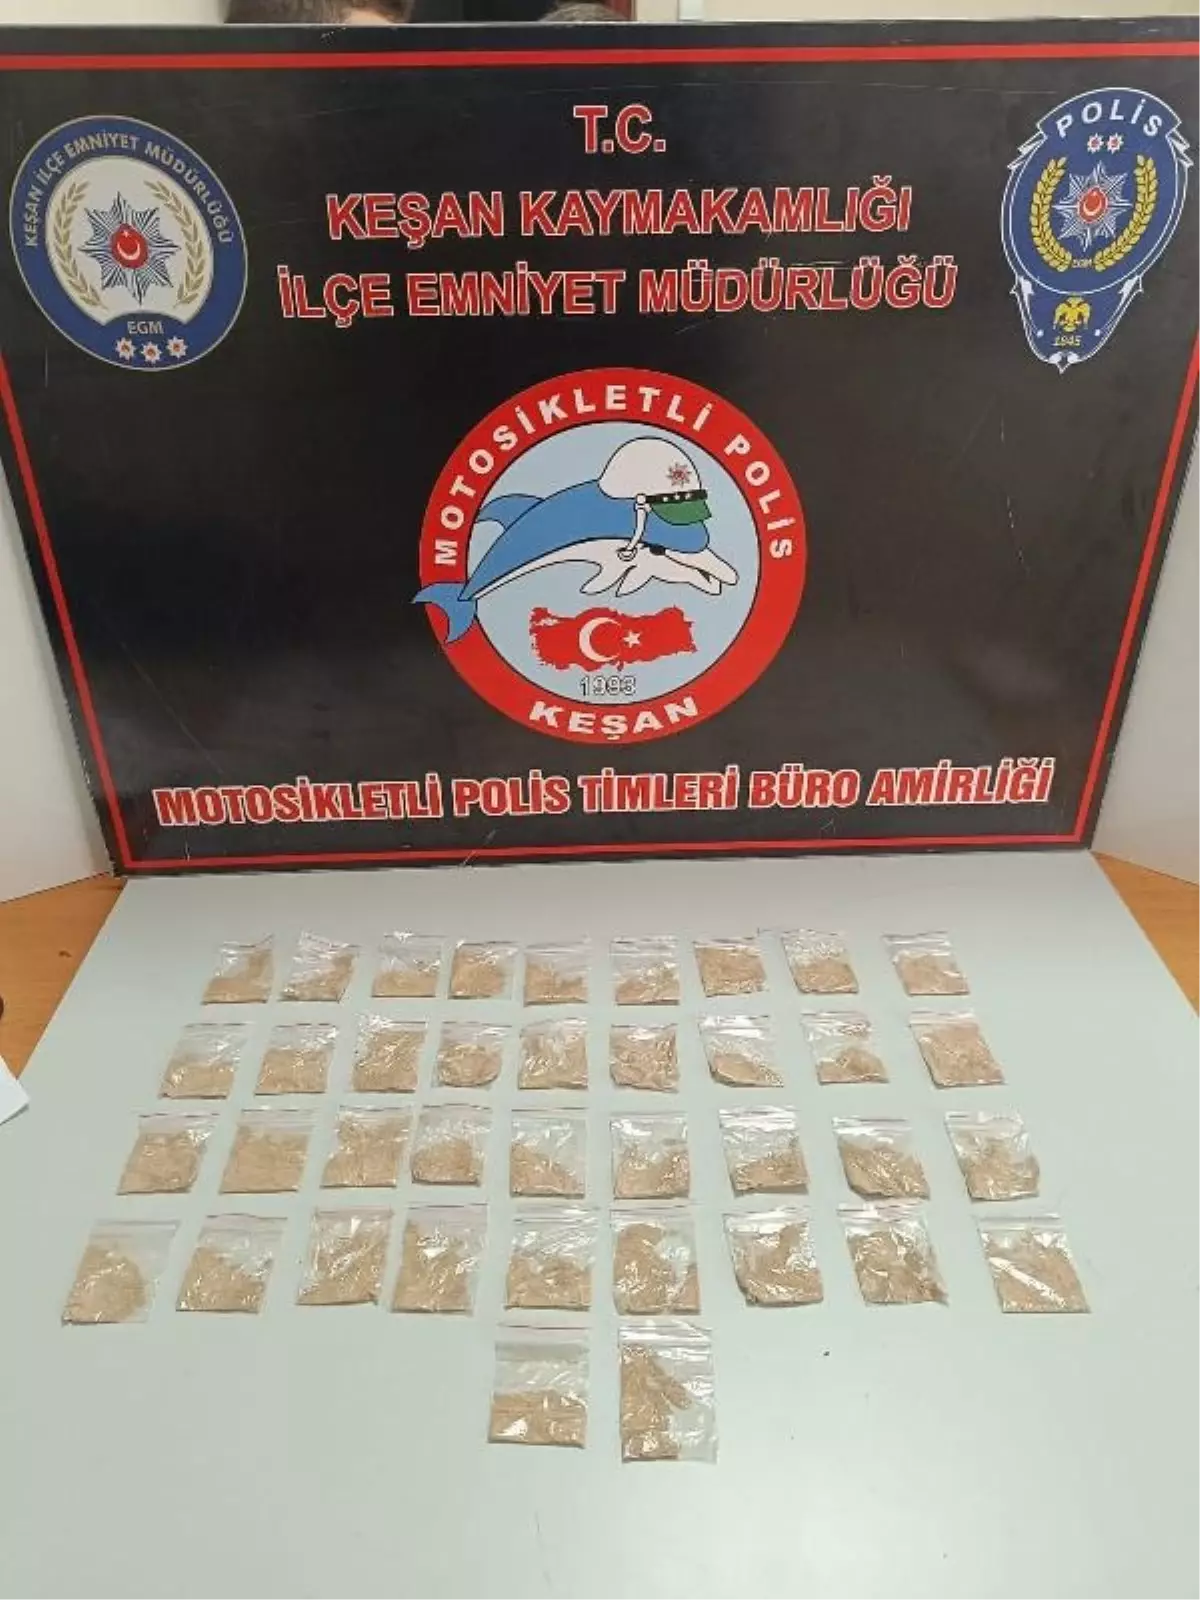 T.C.
KEŞAN KAYMAKAMLIĞI
İLÇE EMNİYET MÜDÜRLÜĞÜ
KEŞAN İLÇE EMNİYET MÜDÜRLÜĞÜ
EGM
POLİS
EGM
1845
MOTOSİKLETLİ POLİS
1993
KEŞAN
MOTOSİKLETLİ POLİS TİMLERİ BÜRO AMİRLİĞİ